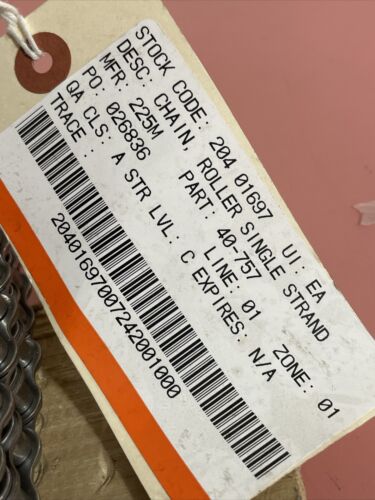 STOCK CODE: 204 01697 UI: EA
DESC: CHAIN, ROLLER SINGLE STRAND
MFR: 225M PART: 40-757
PO: 026836 LINE: 01 ZONE: 01
QA CLS: A STR LVL: C EXPIRES: N/A
TRACE:
20401697007242001000